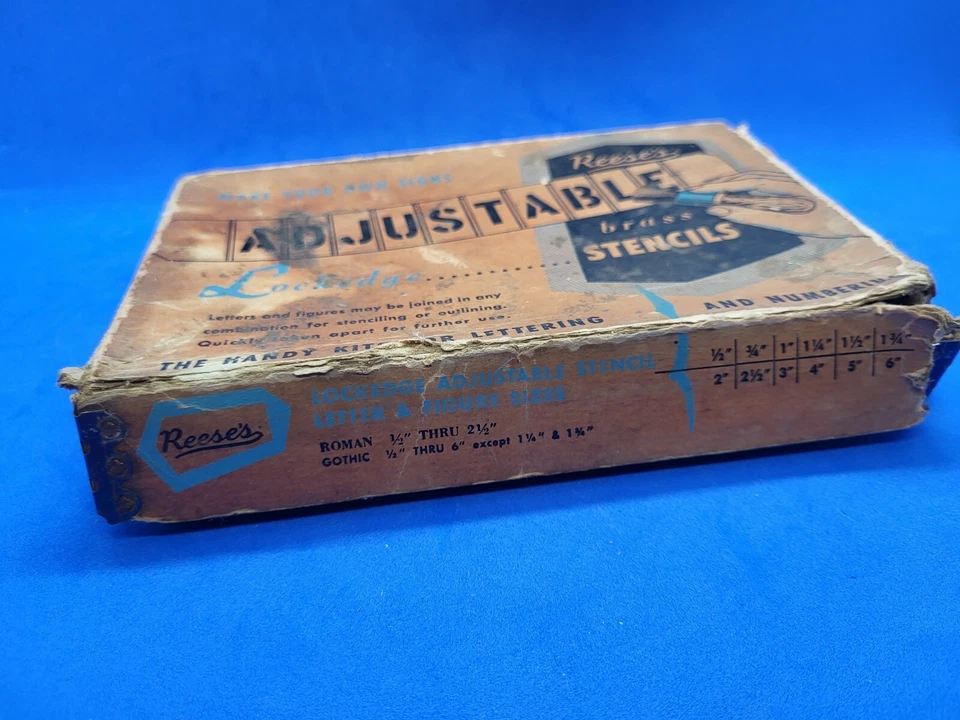 MAKE YOUR OWN SIGNS
Reese's
ADJUSTABLE
brass
STENCILS
Lockedge
Letters and figures may be joined in any
combination for stenciling or outlining.
Quickly taken apart for further use.
THE HANDY KIT FOR LETTERING AND NUMBERING
Reese's
LOCKEDGE ADJUSTABLE STENCIL
LETTER & FIGURE SIZES
ROMAN ½" THRU 2½"
GOTHIC ½" THRU 6" except 1¼" & 1¾"
½" ¾" 1" 1¼" 1½" 1¾"
2" 2½" 3" 4" 5" 6"